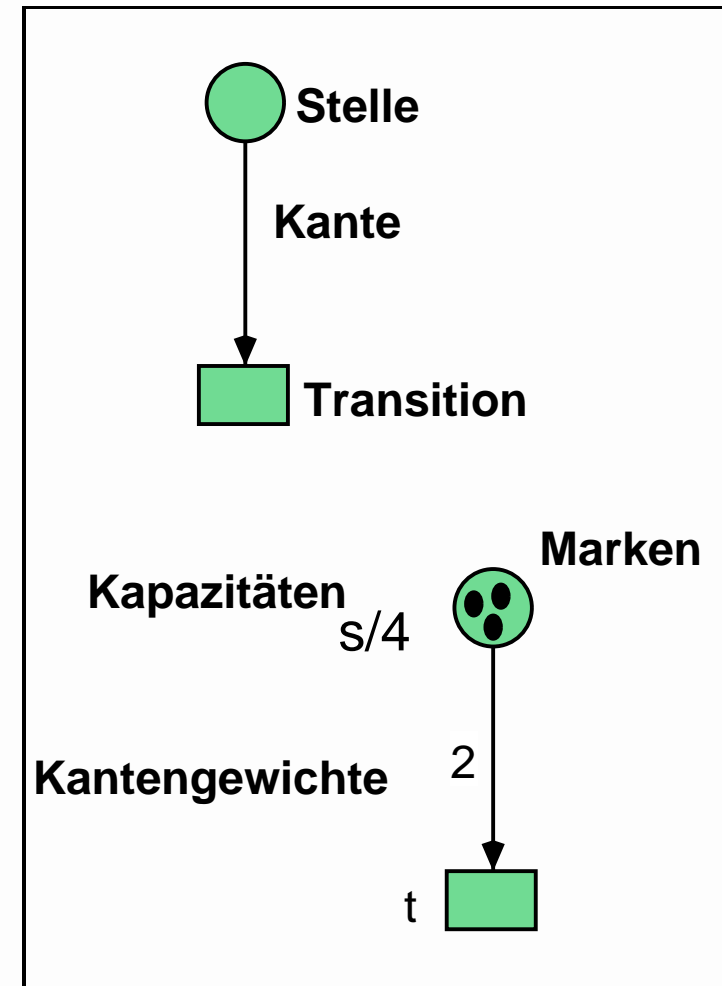 Stelle
Kante
Transition
Marken
Kapazitäten
s/4
Kantengewichte
2
t